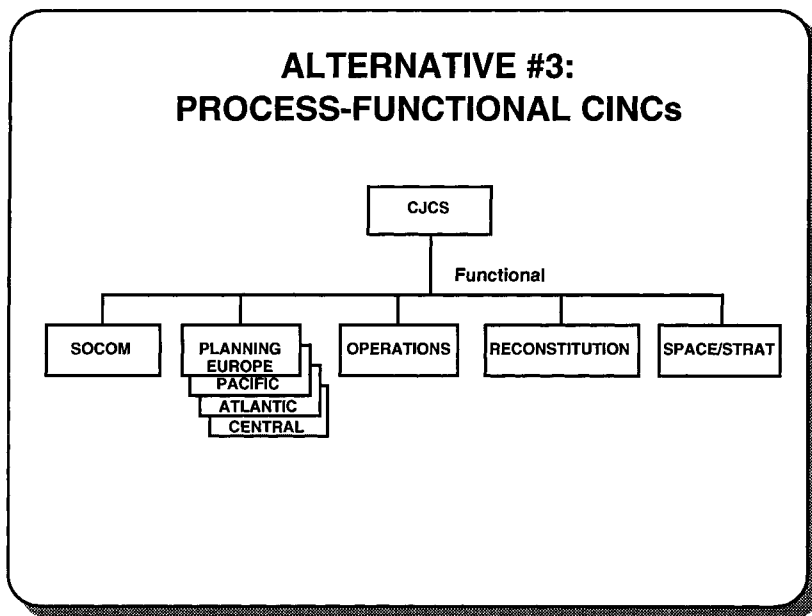 ALTERNATIVE #3:
PROCESS-FUNCTIONAL CINCs
CJCS
Functional
SOCOM
PLANNING
EUROPE
PACIFIC
ATLANTIC
CENTRAL
OPERATIONS
RECONSTITUTION
SPACE/STRAT